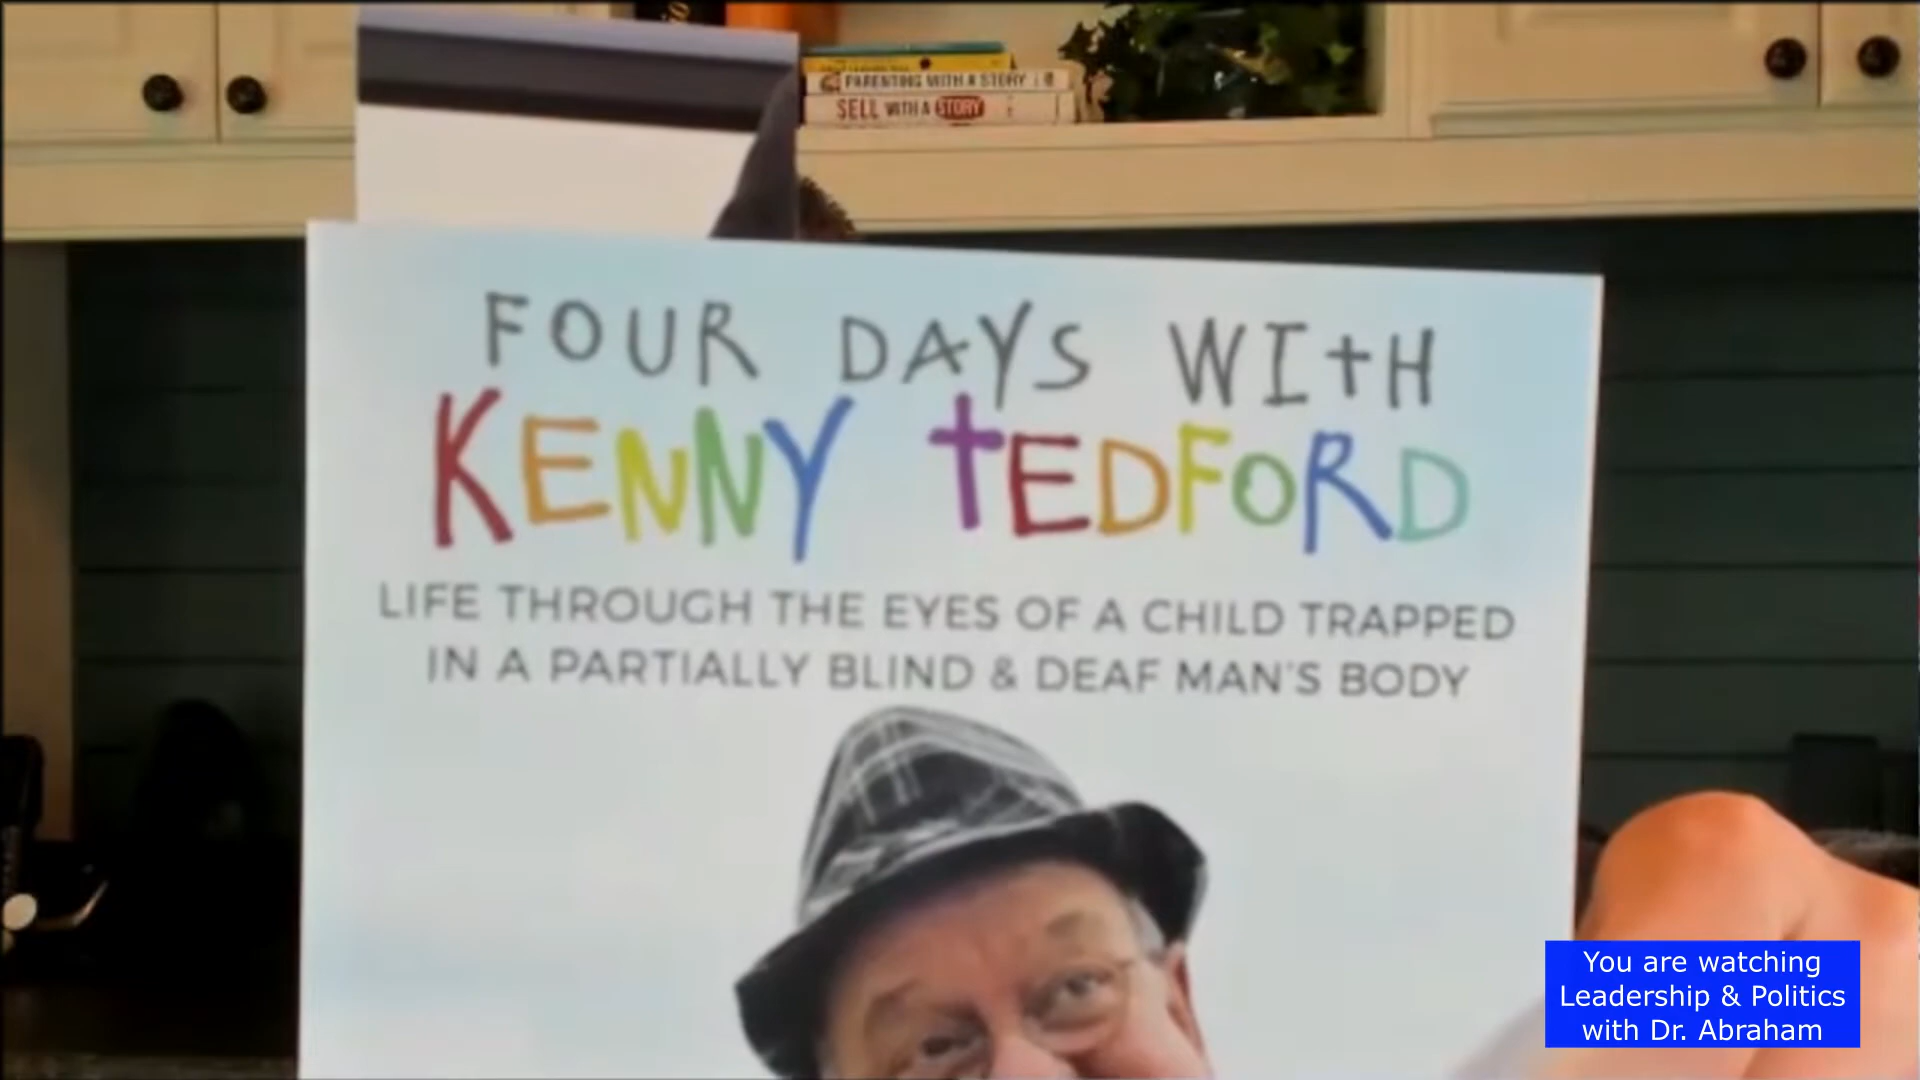 PARENTING WITH A STORY
SELL WITH A STORY
FOUR DAYS WITH
KENNY TEDFORD
LIFE THROUGH THE EYES OF A CHILD TRAPPED
IN A PARTIALLY BLIND & DEAF MAN'S BODY
You are watching
Leadership & Politics
with Dr. Abraham